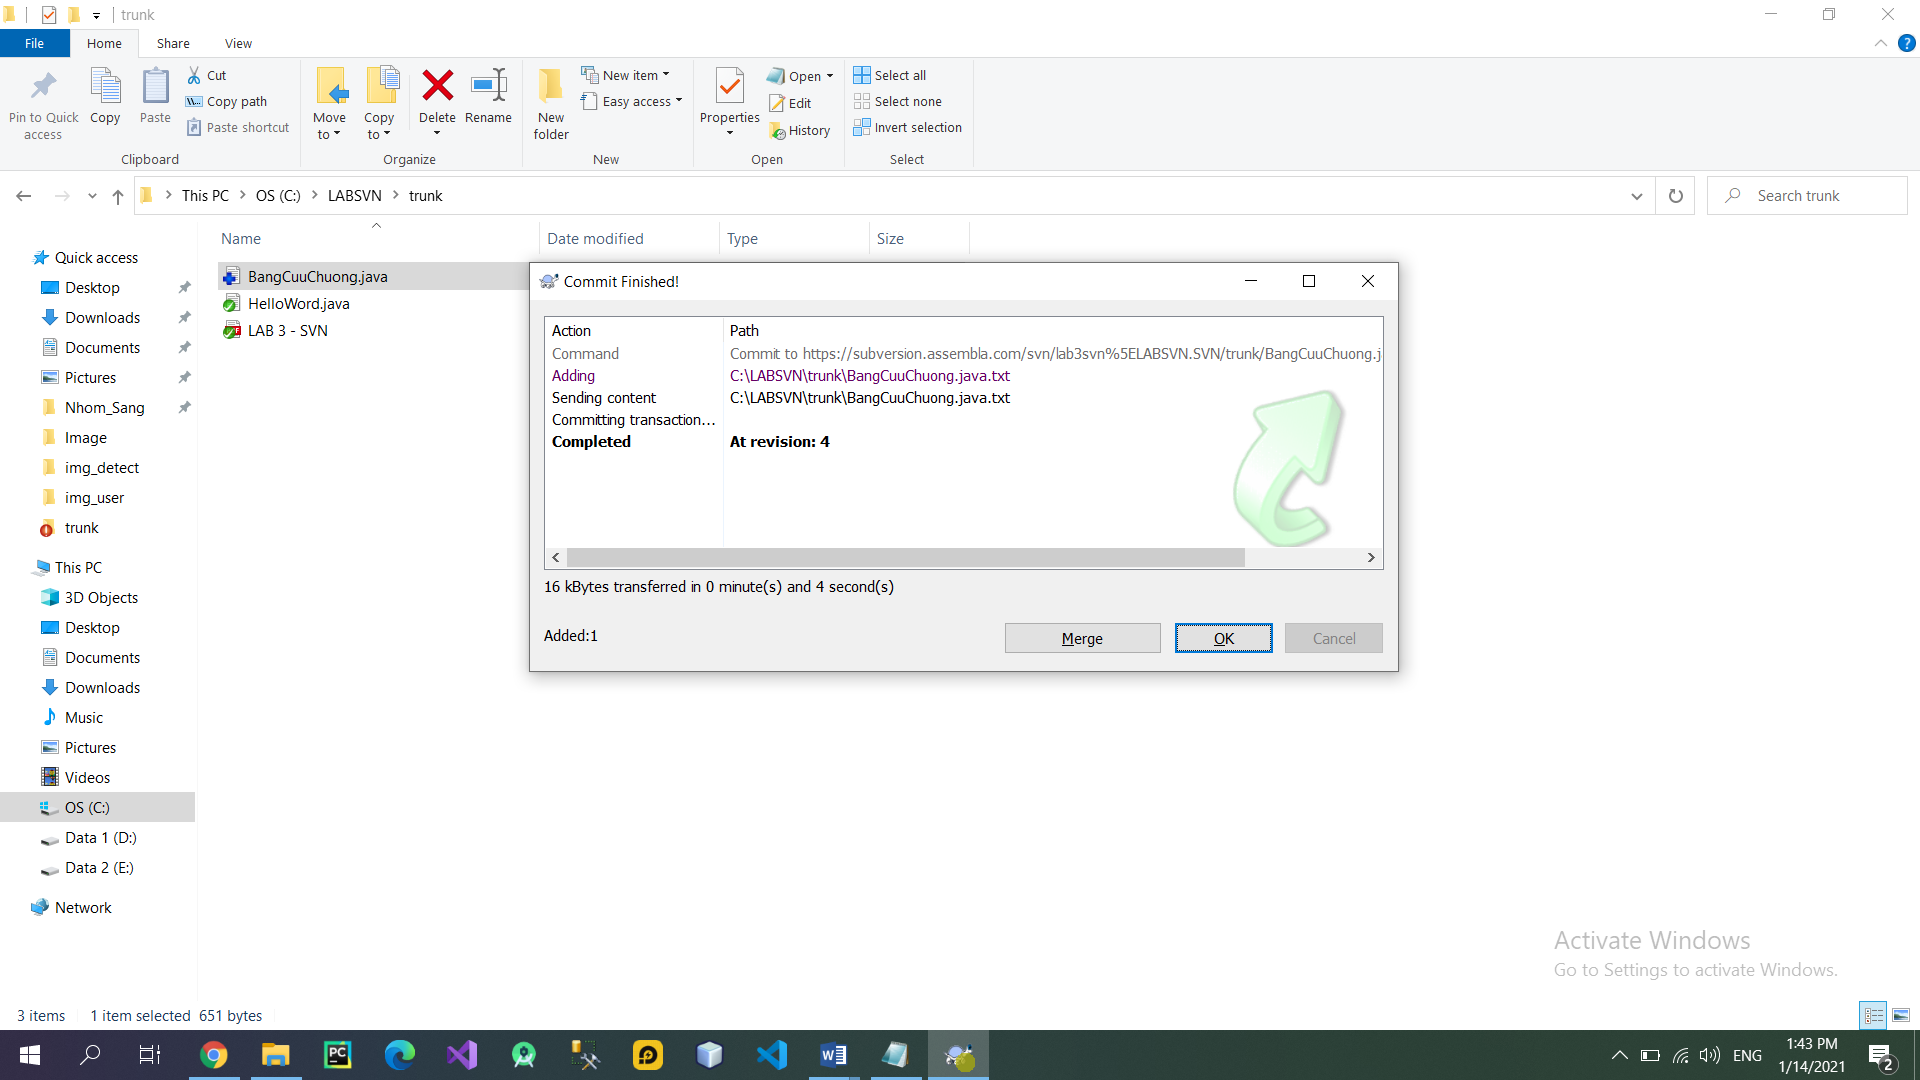 trunk
File
Home
Share
View
Pin to Quick access
Copy
Paste
Cut
Copy path
Paste shortcut
Clipboard
Move to
Copy to
Delete
Rename
Organize
New folder
New item
Easy access
New
Properties
Open
Edit
History
Open
Select all
Select none
Invert selection
Select
This PC
OS (C:)
LABSVN
trunk
Search trunk
Name
Date modified
Type
Size
Quick access
Desktop
Downloads
Documents
Pictures
Nhom_Sang
Image
img_detect
img_user
trunk
This PC
3D Objects
Desktop
Documents
Downloads
Music
Pictures
Videos
OS (C:)
Data 1 (D:)
Data 2 (E:)
Network
BangCuuChuong.java
HelloWord.java
LAB 3 - SVN
Commit Finished!
Action Path
Command Commit to https://subversion.assembla.com/svn/lab3svn%5ELABSVN.SVN/trunk/BangCuuChuong.j
Adding C:\LABSVN\trunk\BangCuuChuong.java.txt
Sending content C:\LABSVN\trunk\BangCuuChuong.java.txt
Committing transaction...
Completed At revision: 4
16 kBytes transferred in 0 minute(s) and 4 second(s)
Added:1
Merge
OK
Cancel
Activate Windows
Go to Settings to activate Windows.
3 items 1 item selected 651 bytes
ENG
1:43 PM
1/14/2021
2